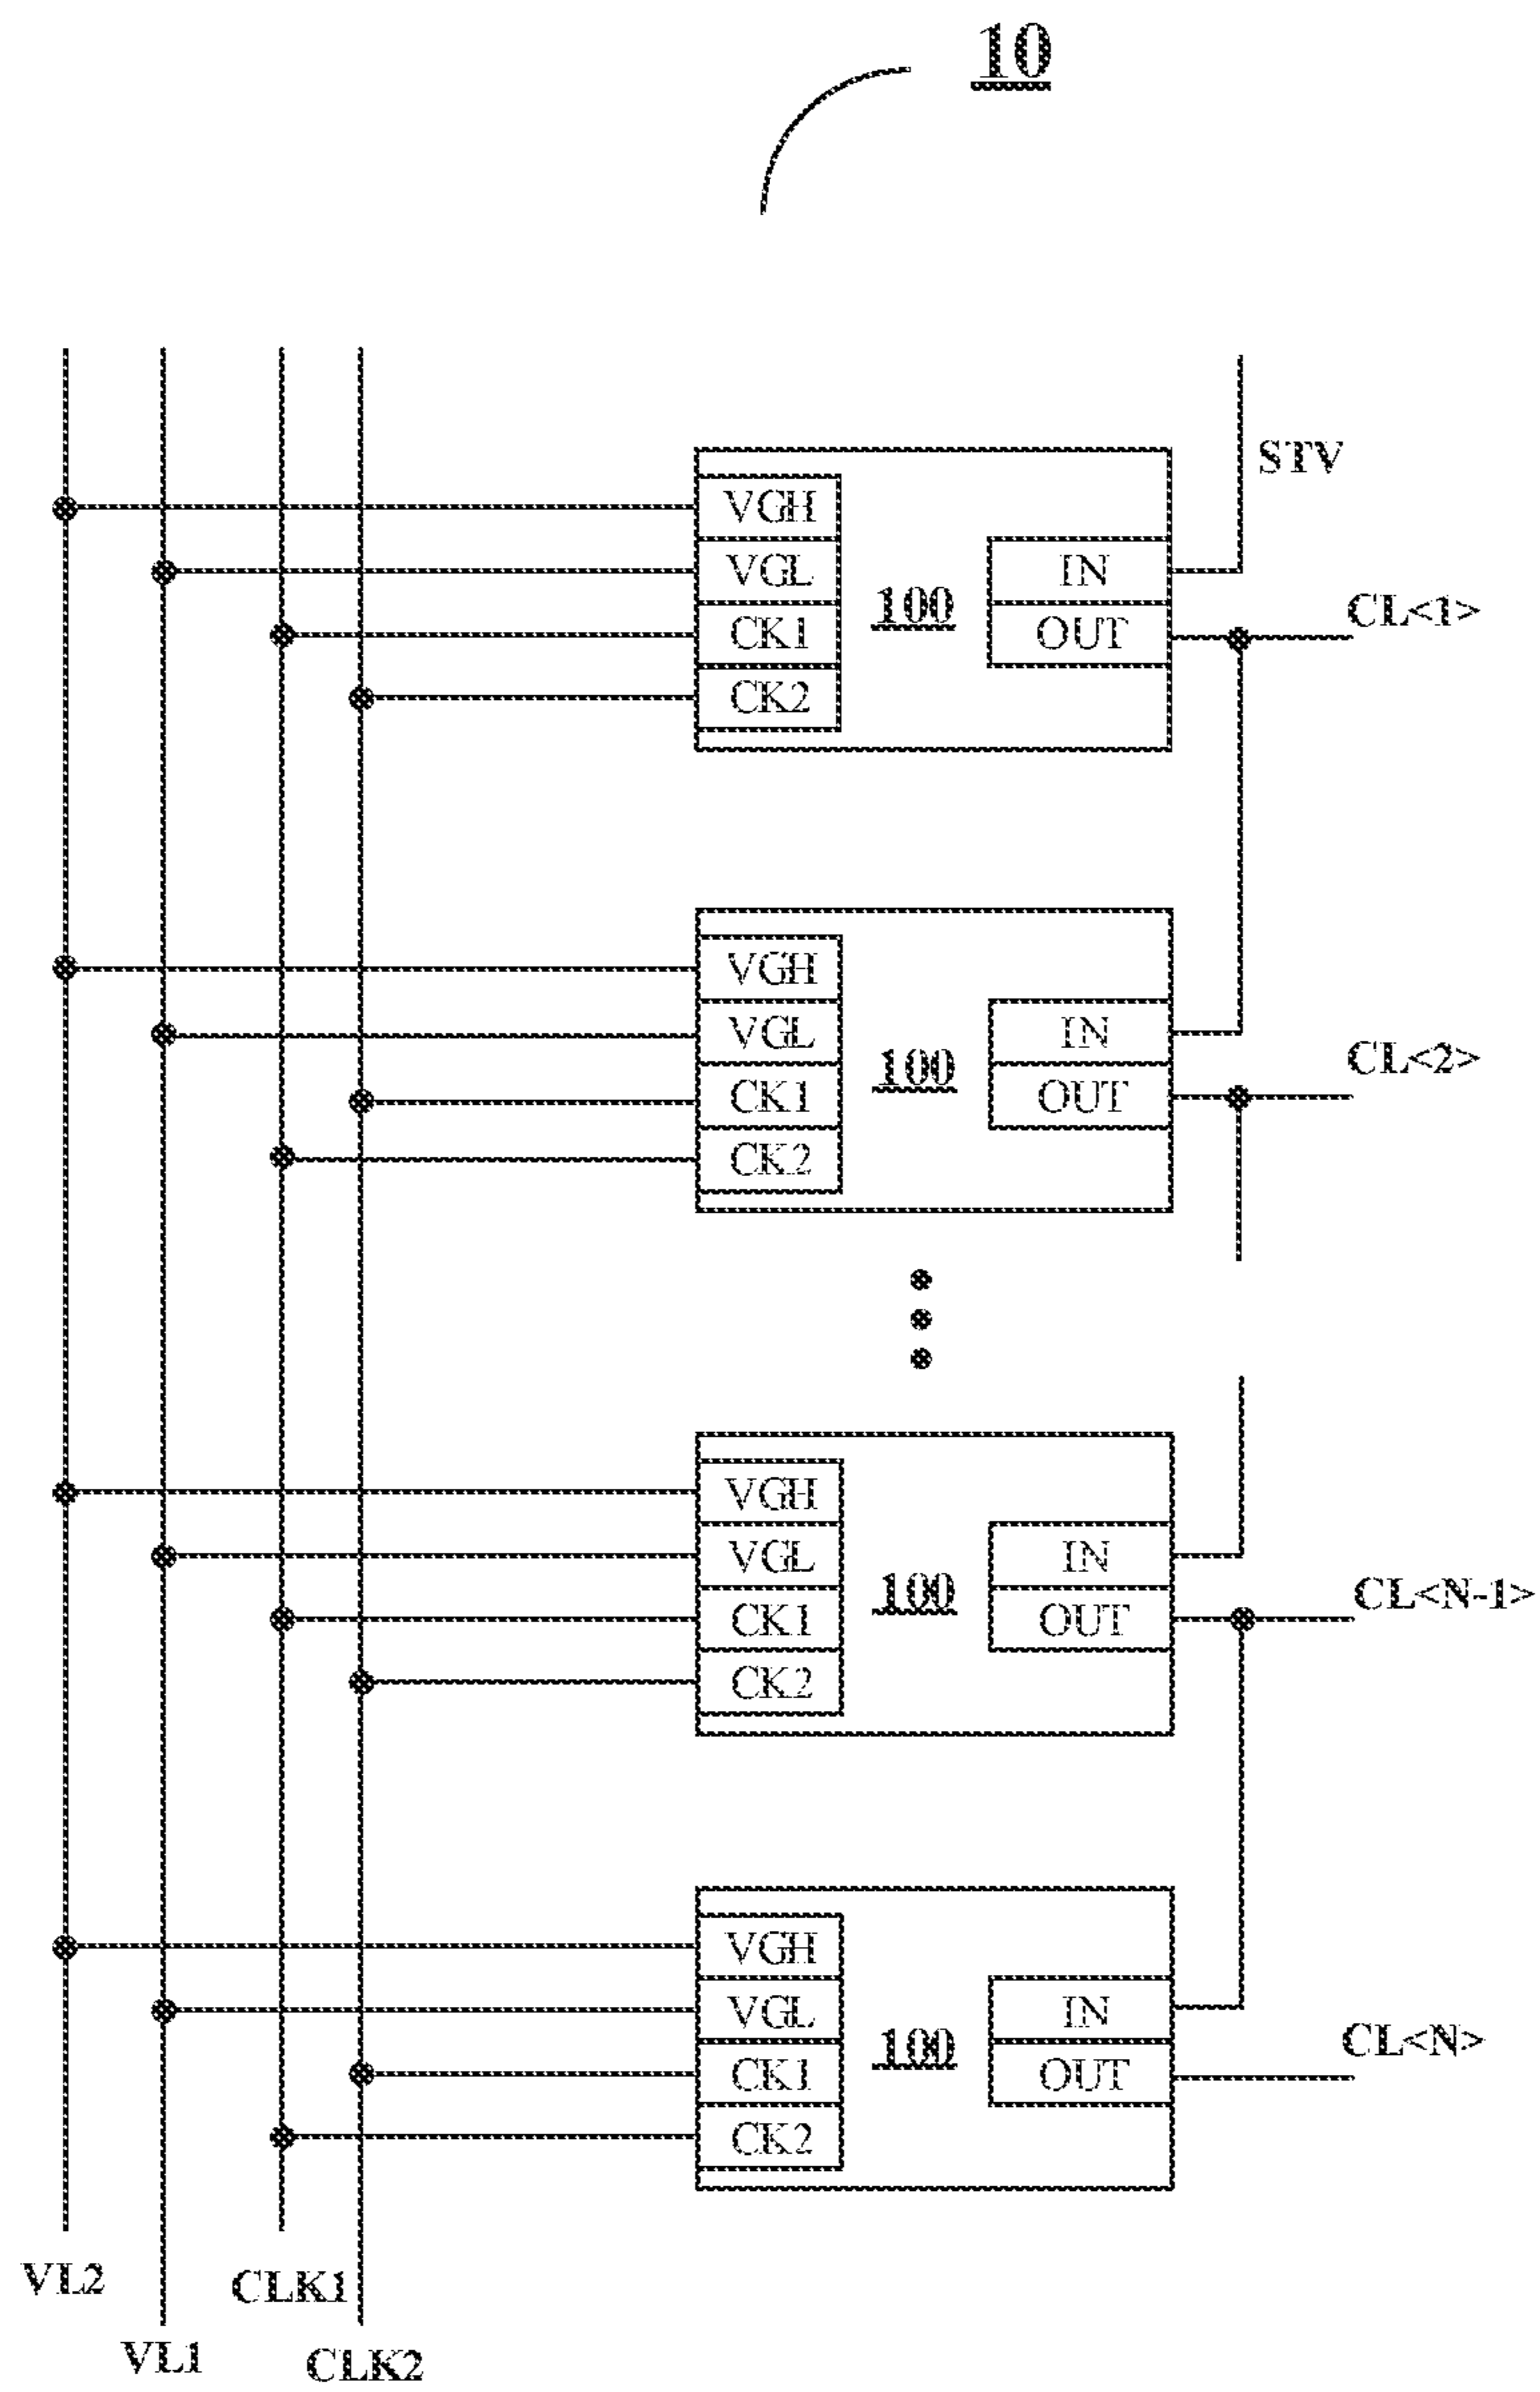 10
STV
VGH
VGL
CK1
CK2
100
IN
OUT
CL<1>
VGH
VGL
CK1
CK2
100
IN
OUT
CL<2>
VGH
VGL
CK1
CK2
100
IN
OUT
CL<N-1>
VGH
VGL
CK1
CK2
100
IN
OUT
CL<N>
VL2
CLK1
VL1
CLK2